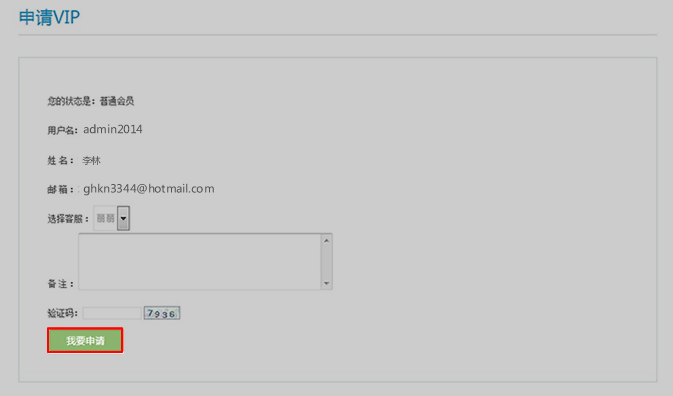 申请VIP
您的状态是：普通会员
用户名：admin2014
姓 名： 李林
邮 箱： ghkn3344@hotmail.com
选择客服： 萌萌
备 注：
验证码： 7936
我要申请